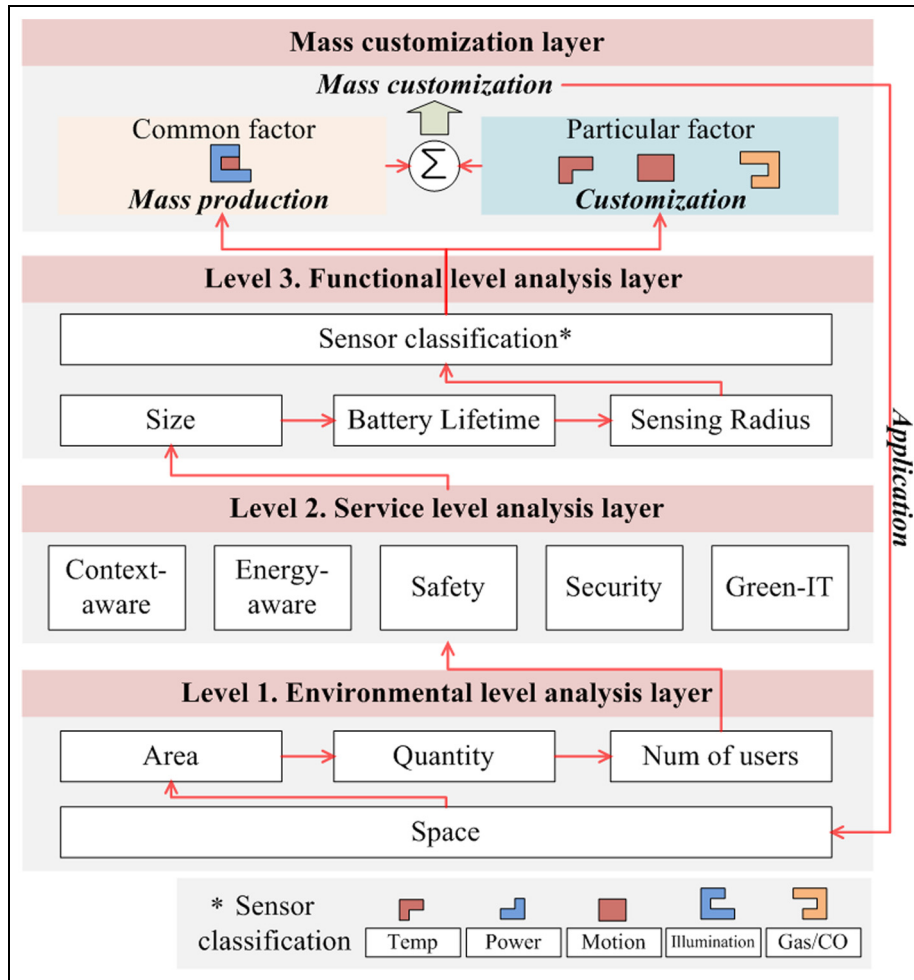 Mass customization layer
Mass customization
Common factor
Particular factor
Σ
Mass production
Customization
Level 3. Functional level analysis layer
Sensor classification*
Size
Battery Lifetime
Sensing Radius
Application
Level 2. Service level analysis layer
Context-
aware
Energy-
aware
Safety
Security
Green-IT
Level 1. Environmental level analysis layer
Area
Quantity
Num of users
Space
* Sensor
classification
Temp
Power
Motion
Illumination
Gas/CO